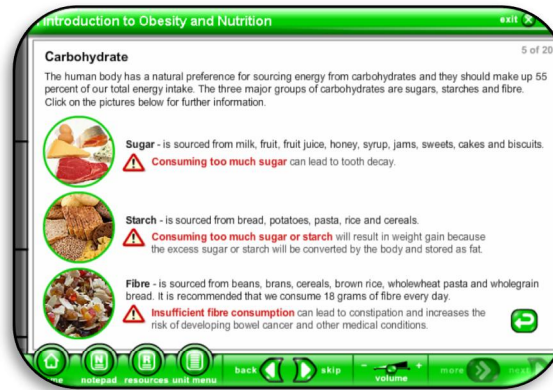 Introduction to Obesity and Nutrition
exit
5 of 20
Carbohydrate
The human body has a natural preference for sourcing energy from carbohydrates and they should make up 55
percent of our total energy intake. The three major groups of carbohydrates are sugars, starches and fibre.
Click on the pictures below for further information.
Sugar - is sourced from milk, fruit, fruit juice, honey, syrup, jams, sweets, cakes and biscuits.
Consuming too much sugar can lead to tooth decay.
Starch - is sourced from bread, potatoes, pasta, rice and cereals.
Consuming too much sugar or starch will result in weight gain because
the excess sugar or starch will be converted by the body and stored as fat.
Fibre - is sourced from beans, brans, cereals, brown rice, wholewheat pasta and wholegrain
bread. It is recommended that we consume 18 grams of fibre every day.
Insufficient fibre consumption can lead to constipation and increases the
risk of developing bowel cancer and other medical conditions.
N R
notepad resources unit menu back skip - + volume more next